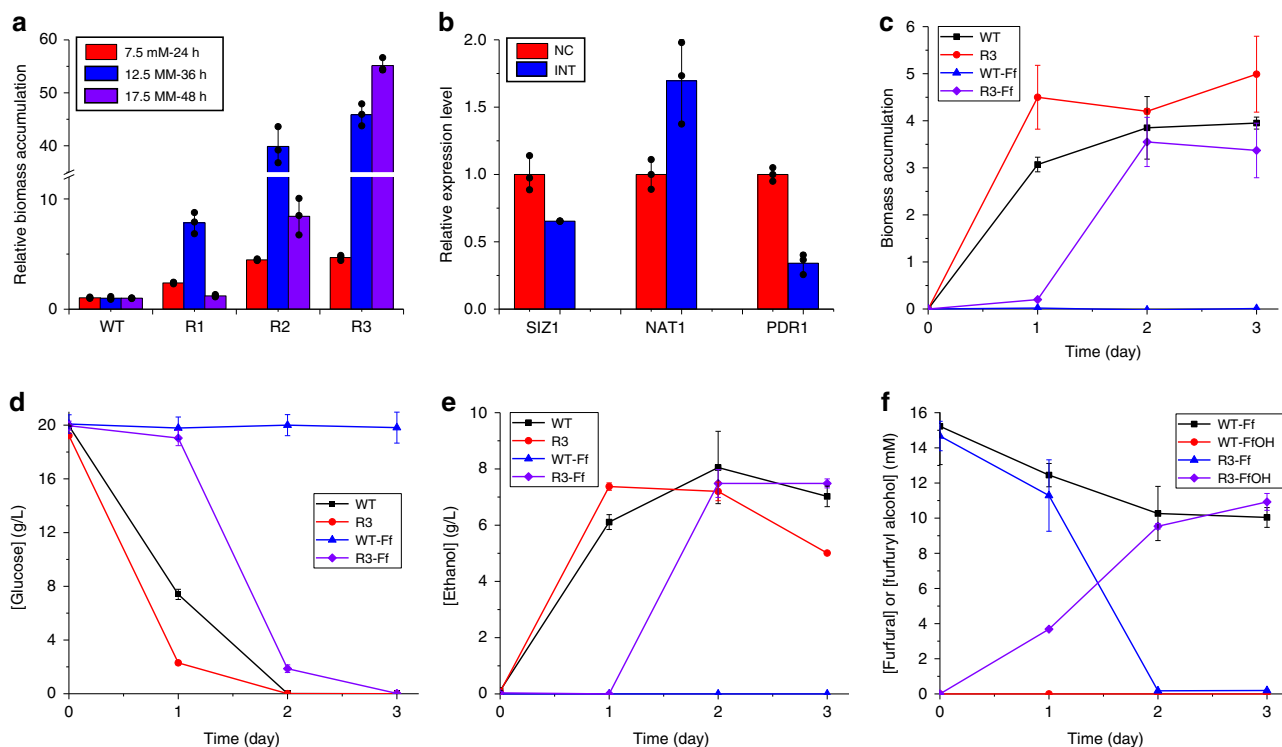 a
Relative biomass accumulation
60
50
40
10
5
0
7.5 mM-24 h
12.5 MM-36 h
17.5 MM-48 h
WT R1 R2 R3
b
Relative expression level
2.0
1.5
1.0
0.5
0.0
NC
INT
SIZ1 NAT1 PDR1
c
Biomass accumulation
6
5
4
3
2
1
0
WT
R3
WT-Ff
R3-Ff
0 1 2 3
Time (day)
d
[Glucose] (g/L)
20
16
12
8
4
0
WT
R3
WT-Ff
R3-Ff
0 1 2 3
Time (day)
e
[Ethanol] (g/L)
10
8
6
4
2
0
WT
R3
WT-Ff
R3-Ff
0 1 2 3
Time (day)
f
[Furfural] or [furfuryl alcohol] (mM)
16
14
12
10
8
6
4
2
0
WT-Ff
WT-FfOH
R3-Ff
R3-FfOH
0 1 2 3
Time (day)